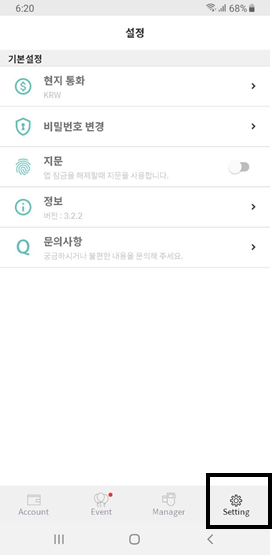 6:20
68%
설정
기본설정
현지 통화
KRW
비밀번호 변경
지문
앱 잠금을 해제할때 지문을 사용합니다.
정보
버전 : 3.2.2
문의사항
궁금하시거나 불편한 내용을 문의해 주세요.
Account Event Manager Setting